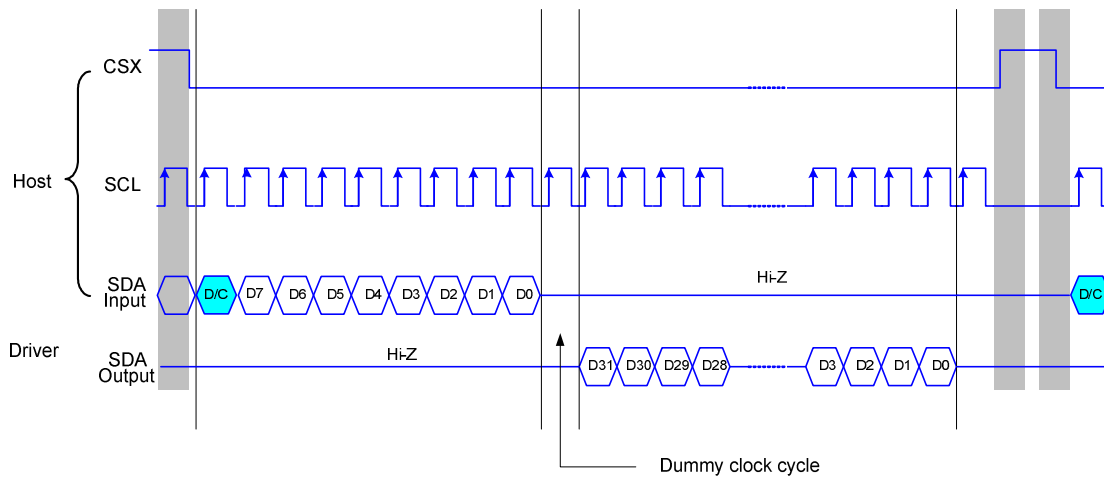 CSX
Host
SCL
SDA
Input
D/C D7 D6 D5 D4 D3 D2 D1 D0
Hi-Z
D/C
Driver
SDA
Output
Hi-Z
D31 D30 D29 D28
D3 D2 D1 D0
Dummy clock cycle